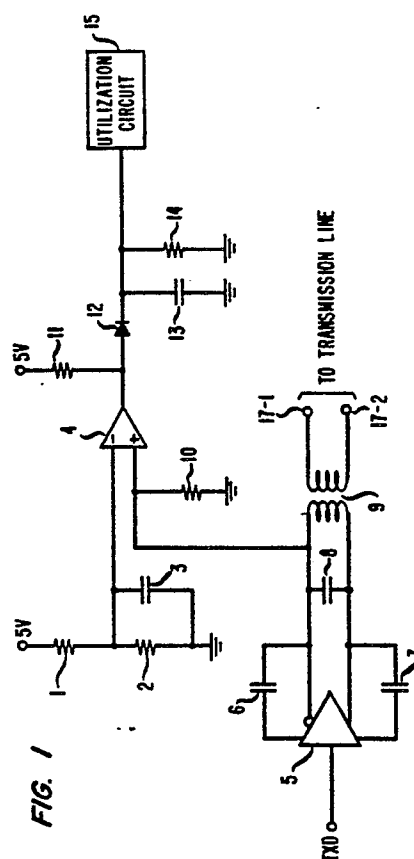 FIG. 1
5V
1
2
3
4
5V
11
12
13
14
15
UTILIZATION
CIRCUIT
10
TXD
5
6
7
8
9
17-1
17-2
TO TRANSMISSION LINE